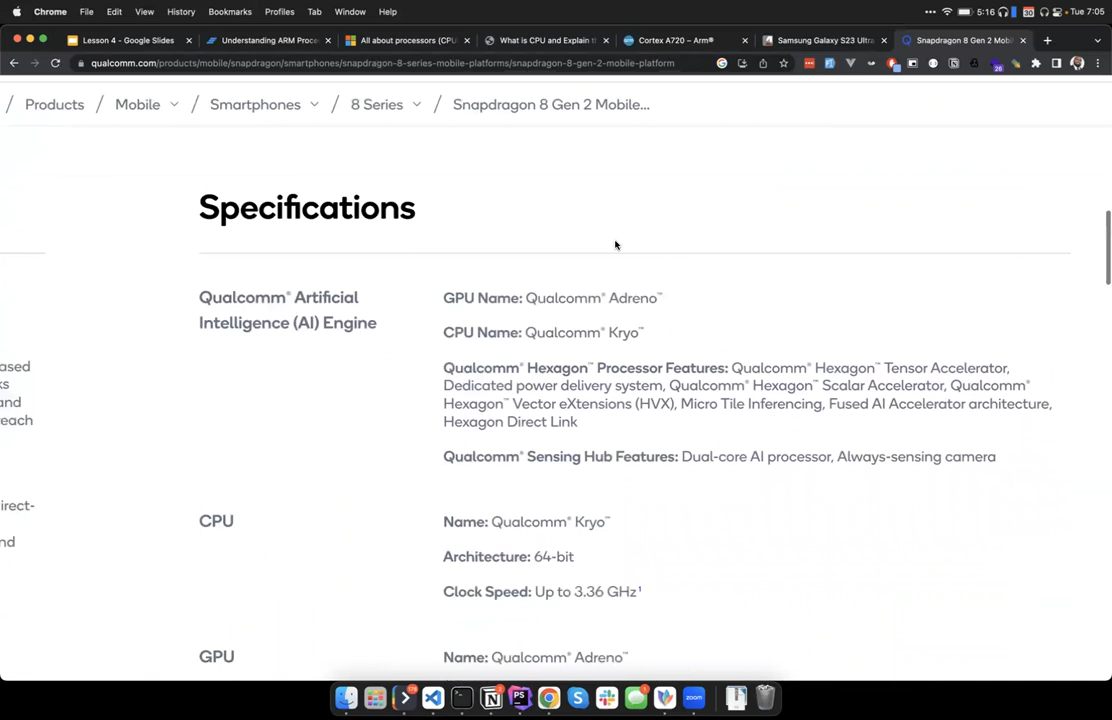 Chrome File Edit View History Bookmarks Profiles Tab Window Help
5:16
30
Tue 7:05
Lesson 4 - Google Slides
Understanding ARM Proce
All about processors (CPU
What is CPU and Explain th
Cortex A720 – Arm®
Samsung Galaxy S23 Ultra
Snapdragon 8 Gen 2 Mobil
qualcomm.com/products/mobile/snapdragon/smartphones/snapdragon-8-series-mobile-platforms/snapdragon-8-gen-2-mobile-platform
26
/ Products / Mobile / Smartphones / 8 Series / Snapdragon 8 Gen 2 Mobile...
Specifications
Qualcomm® Artificial
Intelligence (AI) Engine
GPU Name: Qualcomm® Adreno™
CPU Name: Qualcomm® Kryo™
Qualcomm® Hexagon™ Processor Features: Qualcomm® Hexagon™ Tensor Accelerator,
Dedicated power delivery system, Qualcomm® Hexagon™ Scalar Accelerator, Qualcomm®
Hexagon™ Vector eXtensions (HVX), Micro Tile Inferencing, Fused AI Accelerator architecture,
Hexagon Direct Link
Qualcomm® Sensing Hub Features: Dual-core AI processor, Always-sensing camera
ased
ks
and
reach
irect-
nd
CPU
Name: Qualcomm® Kryo™
Architecture: 64-bit
Clock Speed: Up to 3.36 GHz¹
GPU
Name: Qualcomm® Adreno™
PS
zoom